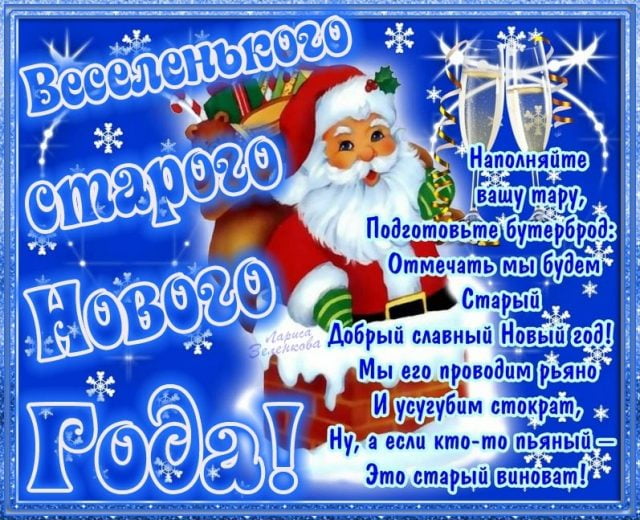 Веселенького
старого
Нового
Года!
Наполняйте
вашу тару,
Подготовьте бутерброд:
Отмечать мы будем
Старый
Добрый славный Новый год!
Мы его проводим рьяно
И усугубим стократ,
Ну, а если кто-то пьяный –
Это старый виноват!
Лариса
Зеленкова